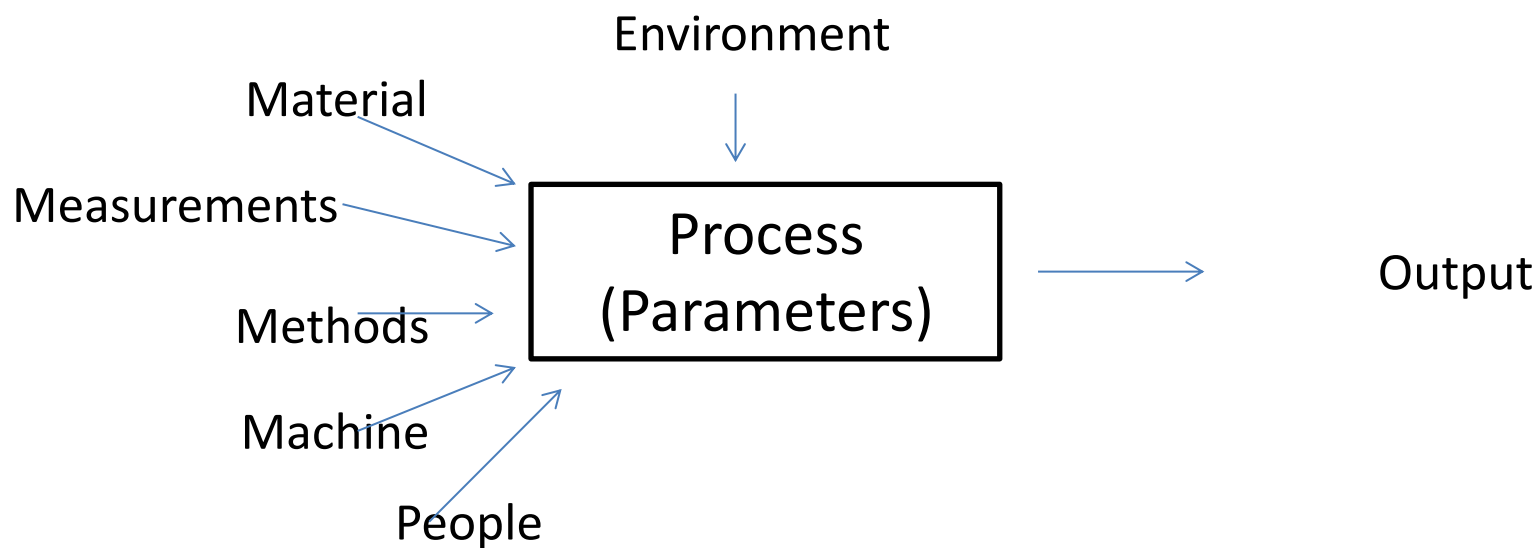 Environment
Material
Measurements
Process
(Parameters)
Output
Methods
Machine
People